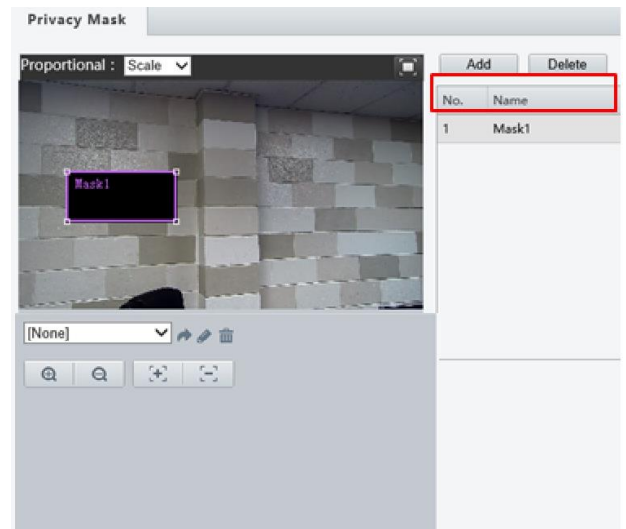 Privacy Mask
Proportional : Scale
Add Delete
No. Name
1 Mask1
Mask1
[None]